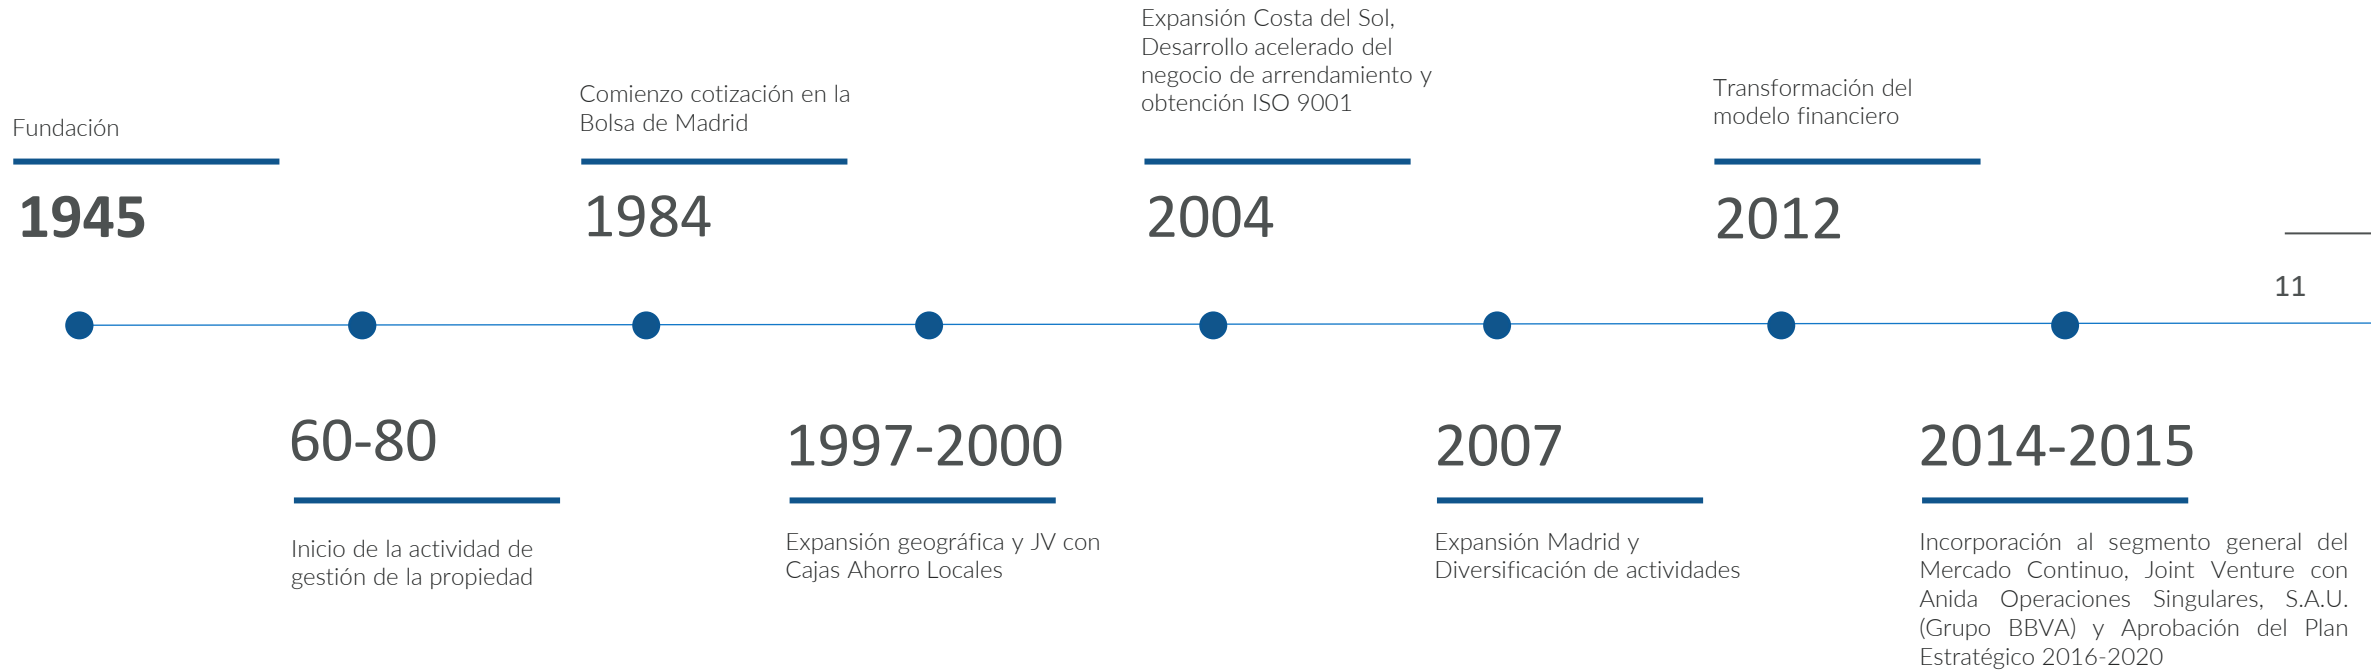 Fundación
1945
60-80
Inicio de la actividad de
gestión de la propiedad
Comienzo cotización en la
Bolsa de Madrid
1984
1997-2000
Expansión geográfica y JV con
Cajas Ahorro Locales
Expansión Costa del Sol,
Desarrollo acelerado del
negocio de arrendamiento y
obtención ISO 9001
2004
2007
Expansión Madrid y
Diversificación de actividades
Transformación del
modelo financiero
2012
2014-2015
Incorporación al segmento general del
Mercado Continuo, Joint Venture con
Anida Operaciones Singulares, S.A.U.
(Grupo BBVA) y Aprobación del Plan
Estratégico 2016-2020
11